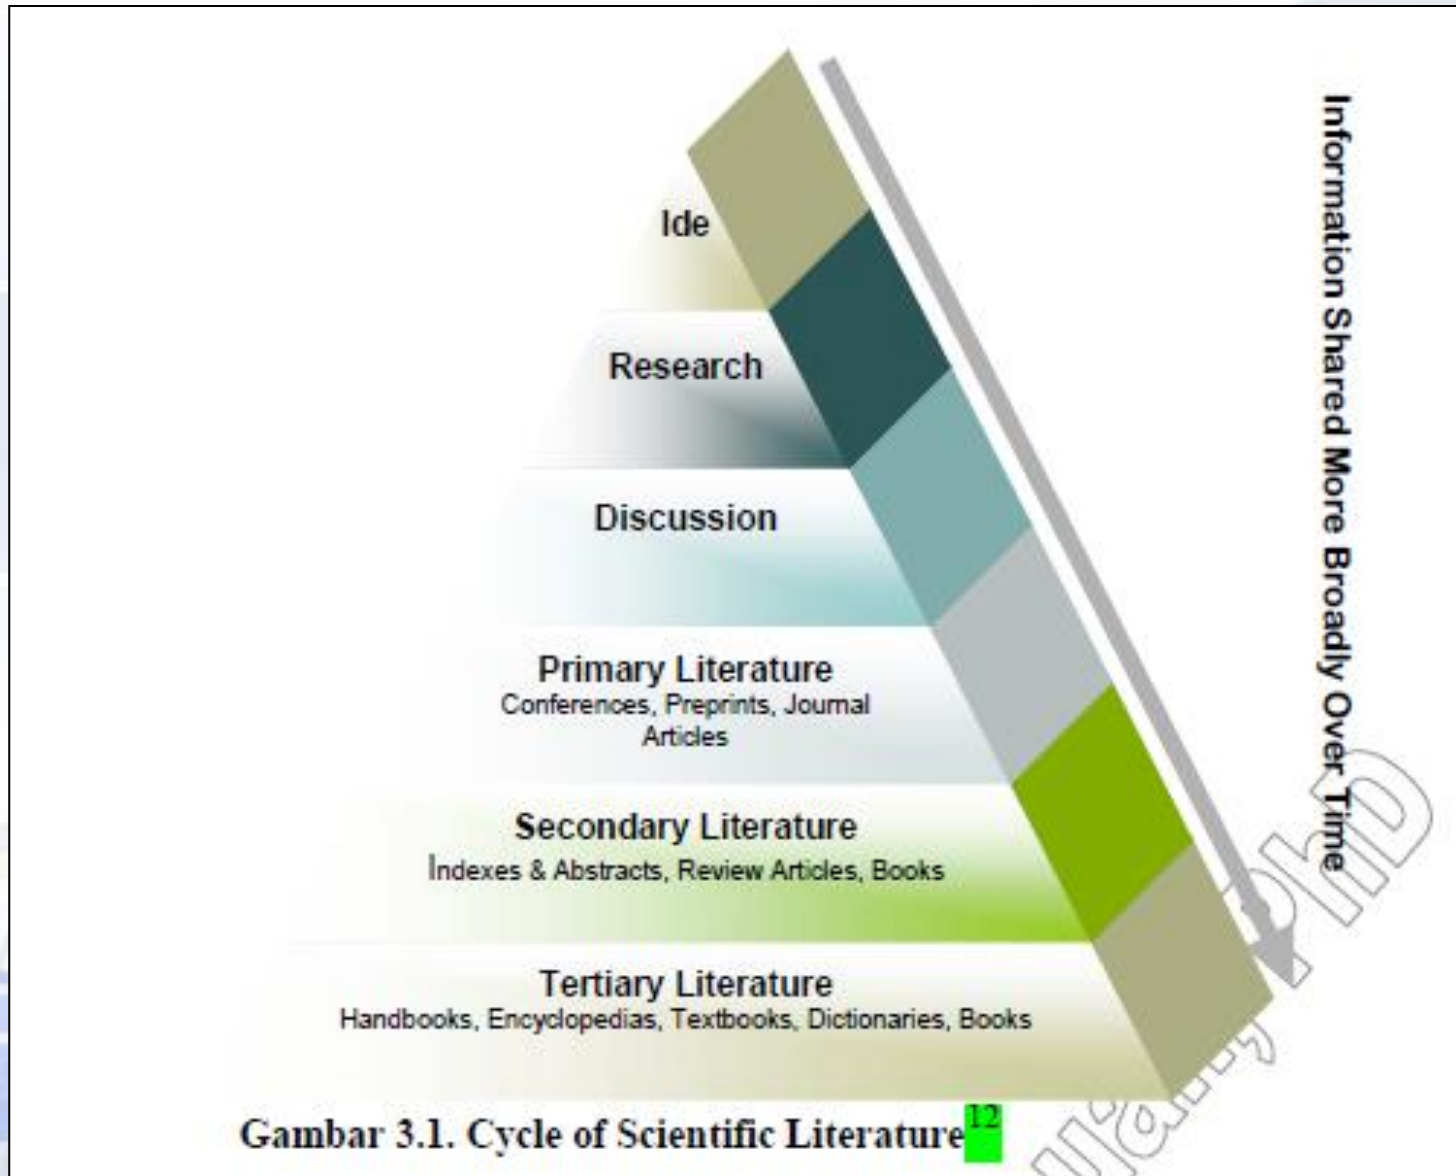 Ide
Research
Discussion
Primary Literature
Conferences, Preprints, Journal
Articles
Secondary Literature
Indexes & Abstracts, Review Articles, Books
Tertiary Literature
Handbooks, Encyclopedias, Textbooks, Dictionaries, Books
Information Shared More Broadly Over Time
Gambar 3.1. Cycle of Scientific Literature12
PhD